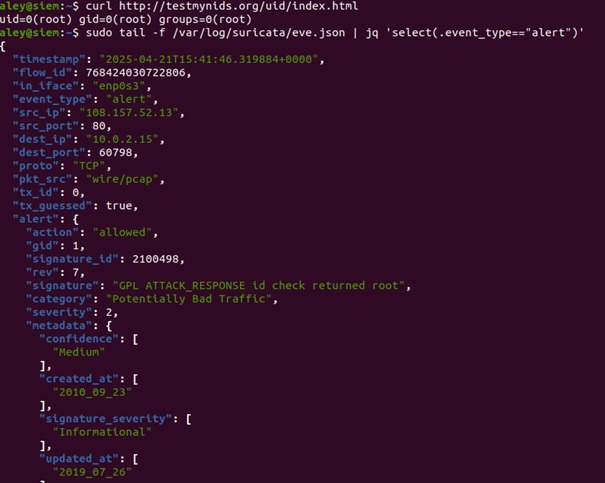 aley@siem:~$ curl http://testmynids.org/uid/index.html
uid=0(root) gid=0(root) groups=0(root)
aley@siem:~$ sudo tail -f /var/log/suricata/eve.json | jq 'select(.event_type=="alert")'
{
  "timestamp": "2025-04-21T15:41:46.319884+0000",
  "flow_id": 768424030722806,
  "in_iface": "enp0s3",
  "event_type": "alert",
  "src_ip": "108.157.52.13",
  "src_port": 80,
  "dest_ip": "10.0.2.15",
  "dest_port": 60798,
  "proto": "TCP",
  "pkt_src": "wire/pcap",
  "tx_id": 0,
  "tx_guessed": true,
  "alert": {
    "action": "allowed",
    "gid": 1,
    "signature_id": 2100498,
    "rev": 7,
    "signature": "GPL ATTACK_RESPONSE id check returned root",
    "category": "Potentially Bad Traffic",
    "severity": 2,
    "metadata": {
      "confidence": [
        "Medium"
      ],
      "created_at": [
        "2010_09_23"
      ],
      "signature_severity": [
        "Informational"
      ],
      "updated_at": [
        "2019_07_26"
      ]